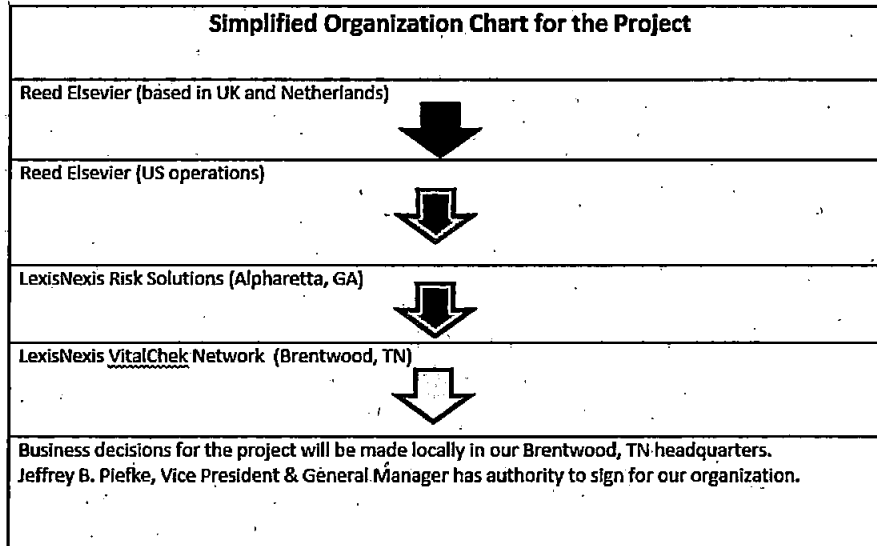 Simplified Organization Chart for the Project
Reed Elsevier (based in UK and Netherlands)
Reed Elsevier (US operations)
LexisNexis Risk Solutions (Alpharetta, GA)
LexisNexis VitalChek Network (Brentwood, TN)
Business decisions for the project will be made locally in our Brentwood, TN headquarters.
Jeffrey B. Piefke, Vice President & General Manager has authority to sign for our organization.